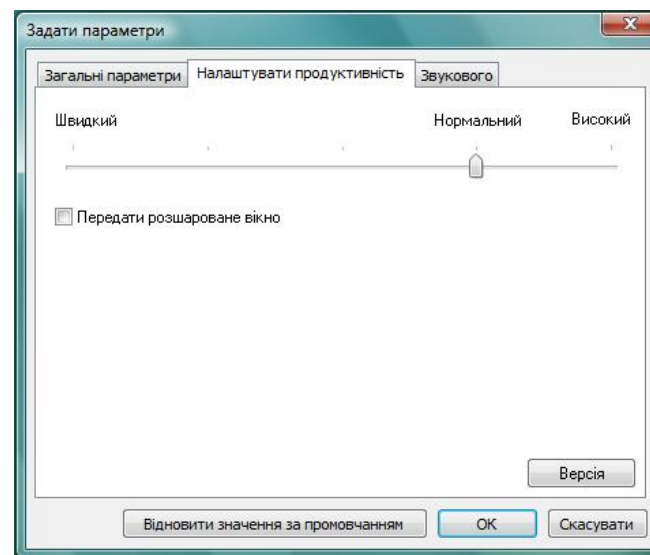 Задати параметри
Загальні параметри Налаштувати продуктивність Звукового
Швидкий Нормальний Високий
Передати розшароване вікно
Версія
Відновити значення за промовчанням OK Скасувати